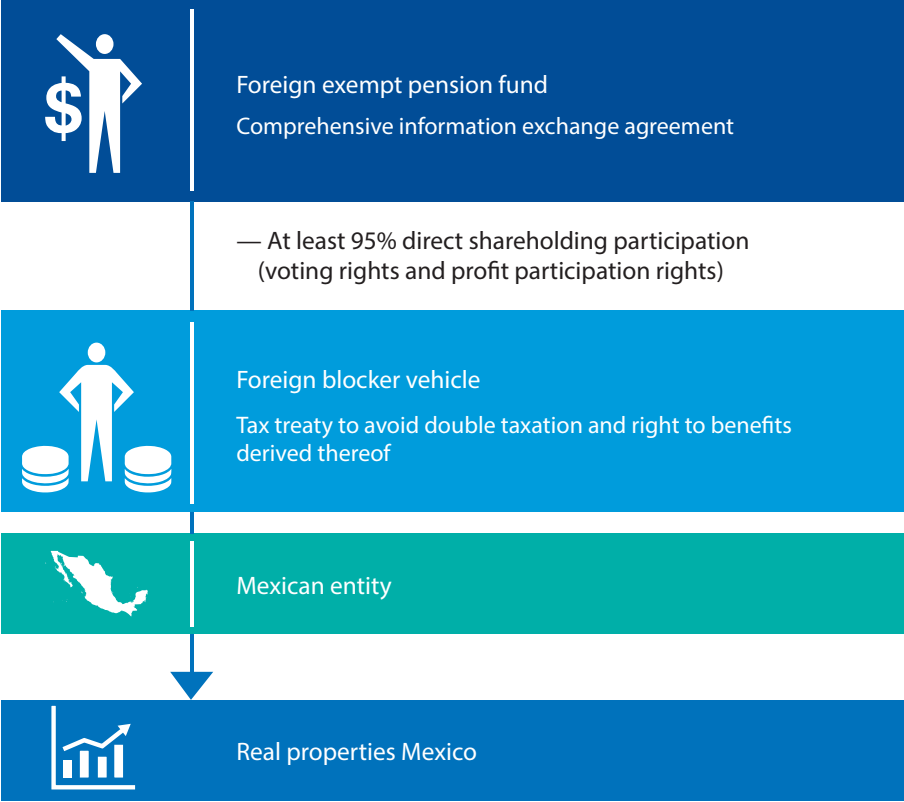 $
Foreign exempt pension fund
Comprehensive information exchange agreement
— At least 95% direct shareholding participation
(voting rights and profit participation rights)
Foreign blocker vehicle
Tax treaty to avoid double taxation and right to benefits
derived thereof
Mexican entity
Real properties Mexico